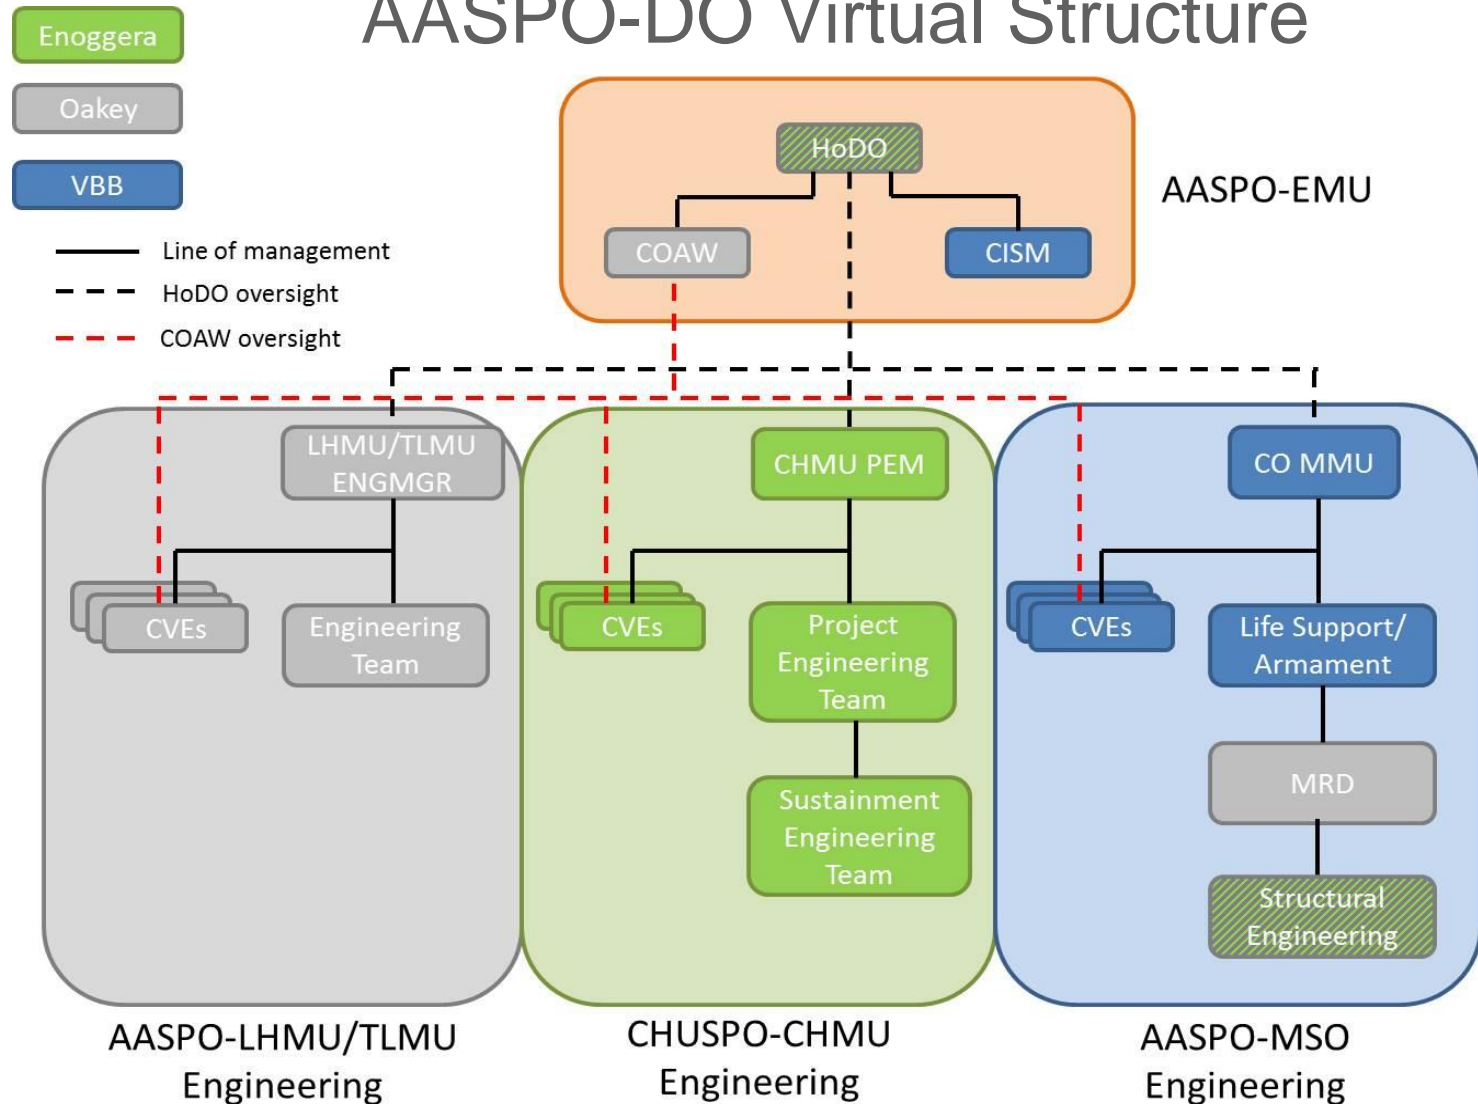 AASPO-DO Virtual Structure
Enoggera
Oakey
VBB
Line of management
HoDO oversight
COAW oversight
HoDO
COAW
CISM
AASPO-EMU
LHMU/TLMU
ENGMGR
CVEs
Engineering
Team
CHMU PEM
CVEs
Project
Engineering
Team
Sustainment
Engineering
Team
CO MMU
CVEs
Life Support/
Armament
MRD
Structural
Engineering
AASPO-LHMU/TLMU
Engineering
CHUSPO-CHMU
Engineering
AASPO-MSO
Engineering